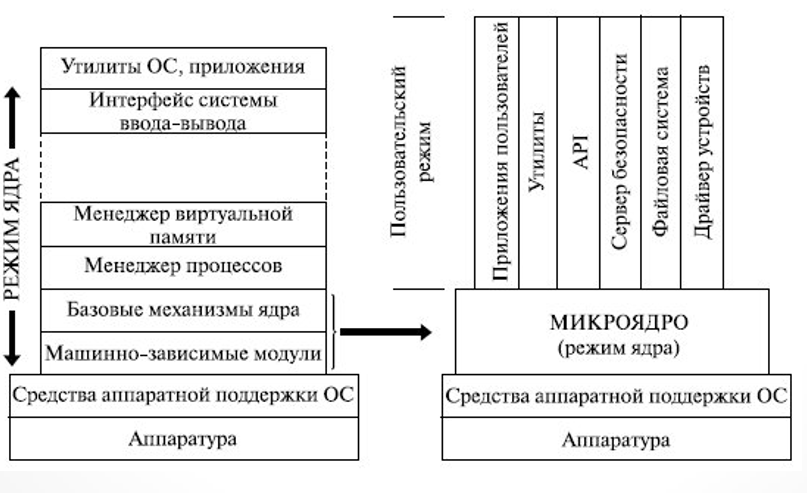 РЕЖИМ ЯДРА
Утилиты ОС, приложения
Интерфейс системы
ввода-вывода
Менеджер виртуальной
памяти
Менеджер процессов
Базовые механизмы ядра
Машинно-зависимые модули
Средства аппаратной поддержки ОС
Аппаратура
Пользовательский
режим
Приложения пользователей
Утилиты
API
Сервер безопасности
Файловая система
Драйвер устройств
МИКРОЯДРО
(режим ядра)
Средства аппаратной поддержки ОС
Аппаратура